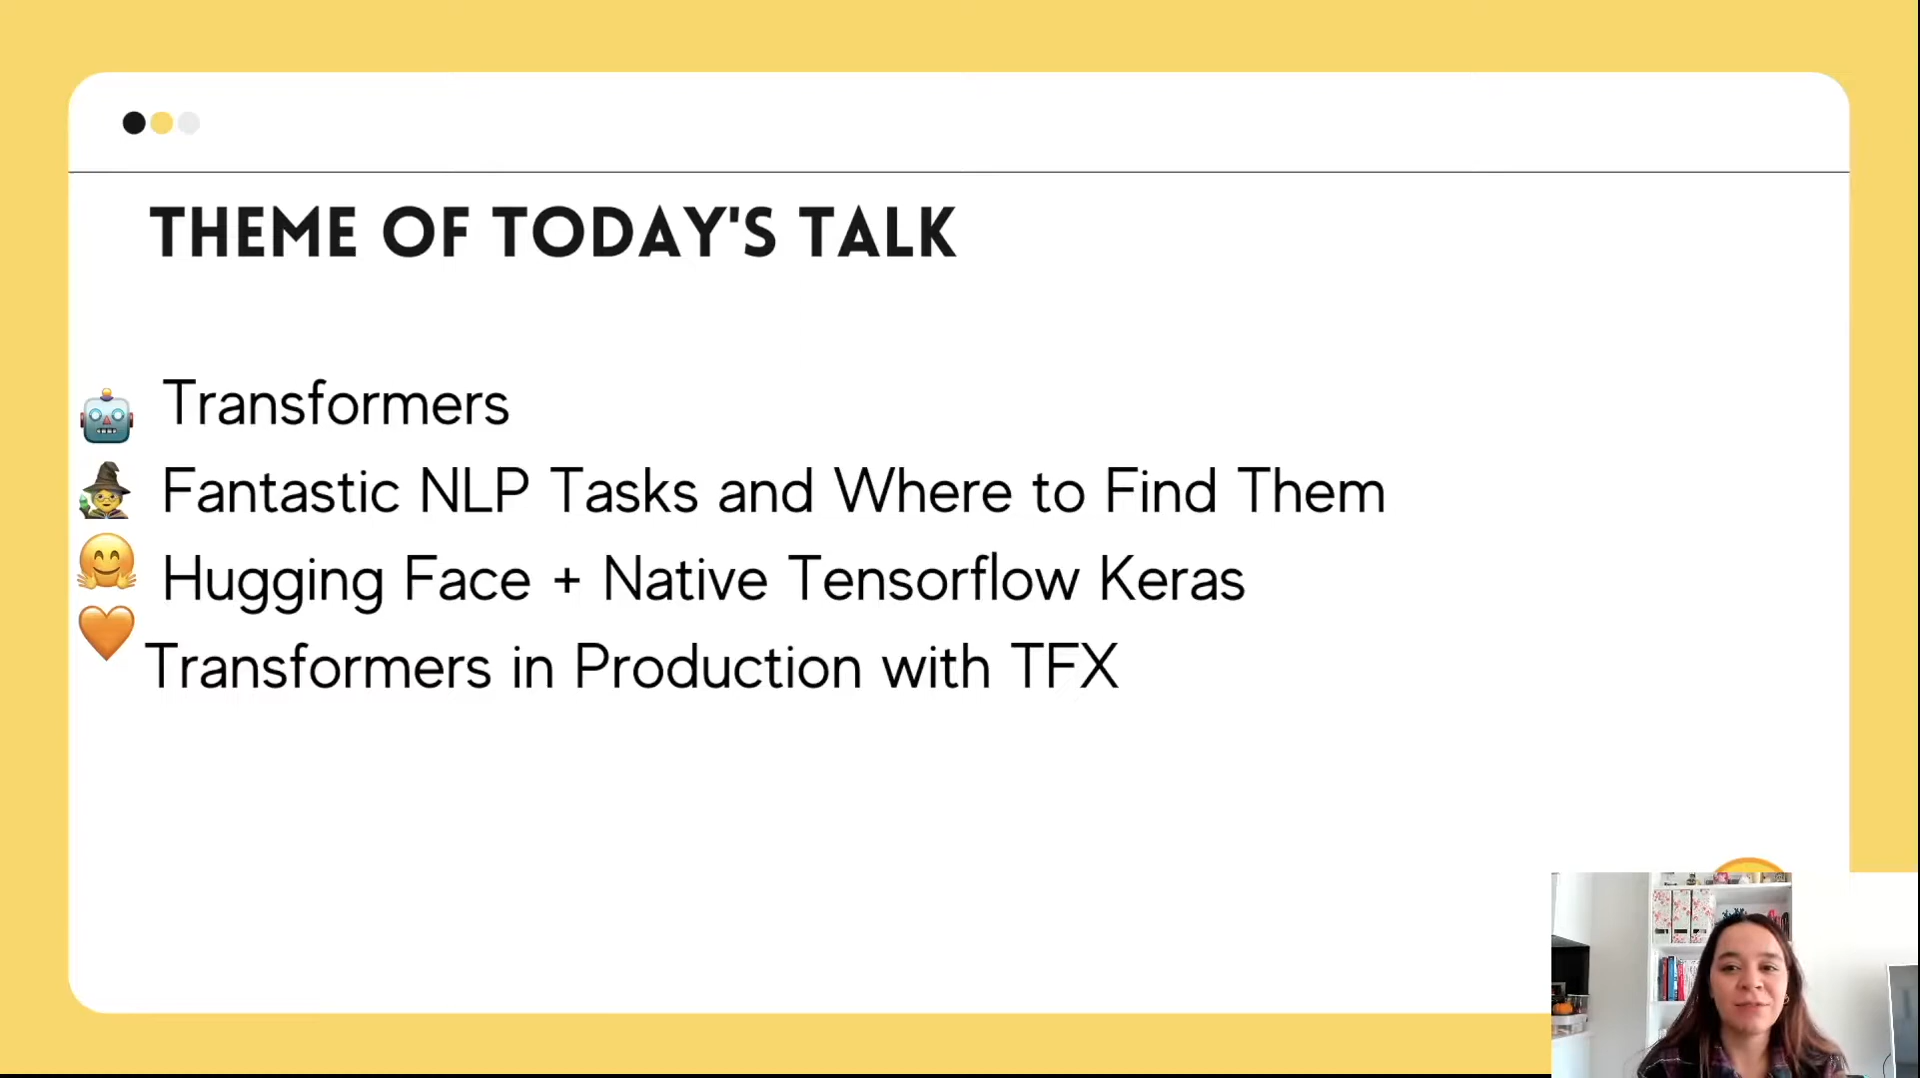 THEME OF TODAY'S TALK
Transformers
Fantastic NLP Tasks and Where to Find Them
Hugging Face + Native Tensorflow Keras
Transformers in Production with TFX